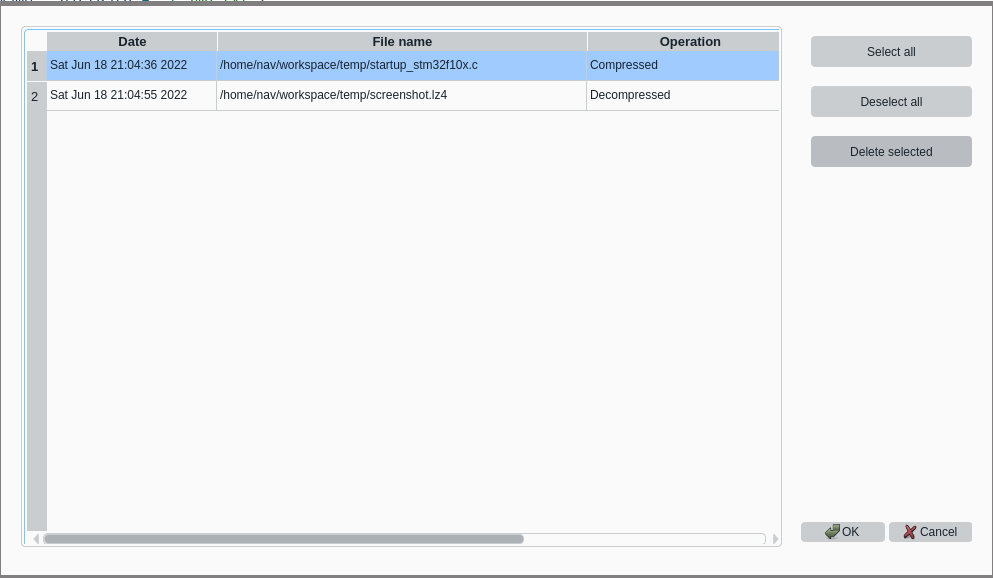 Date File name Operation
1 Sat Jun 18 21:04:36 2022 /home/nav/workspace/temp/startup_stm32f10x.c Compressed
2 Sat Jun 18 21:04:55 2022 /home/nav/workspace/temp/screenshot.lz4 Decompressed
Select all
Deselect all
Delete selected
OK Cancel